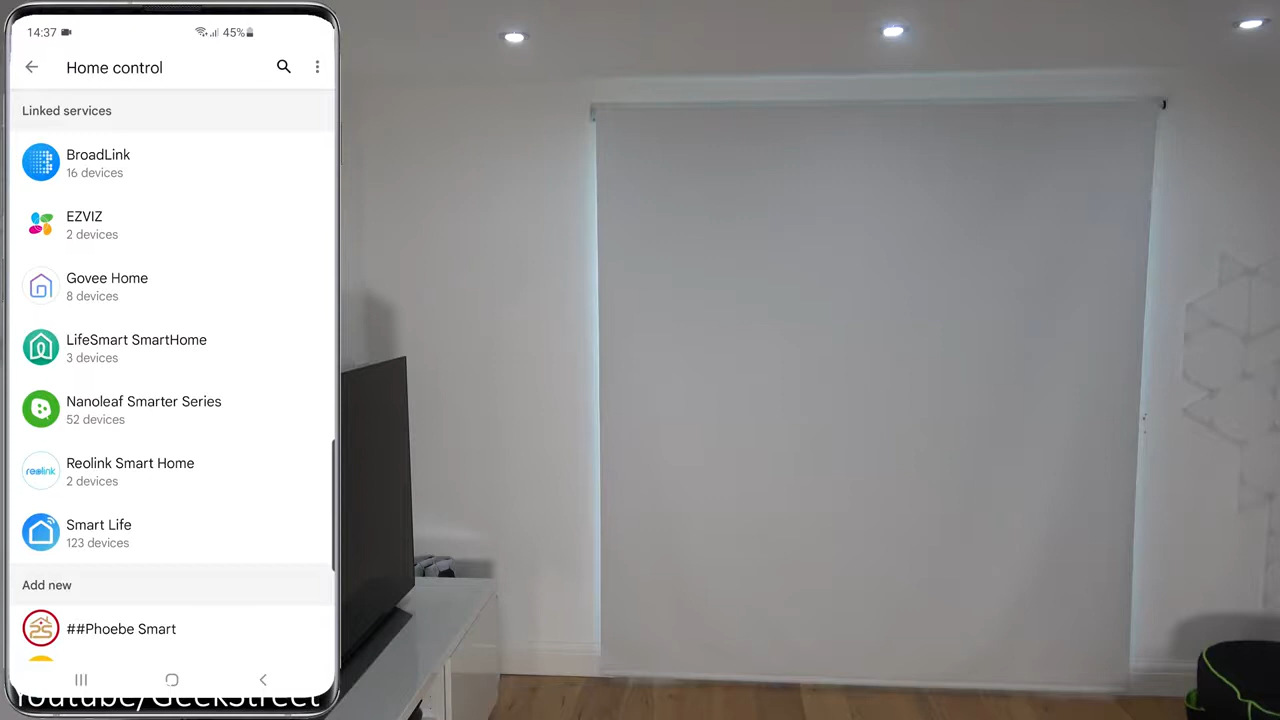 14:37
45%
Home control
Linked services
BroadLink
16 devices
EZVIZ
2 devices
Govee Home
8 devices
LifeSmart SmartHome
3 devices
Nanoleaf Smarter Series
52 devices
reolink
Reolink Smart Home
2 devices
Smart Life
123 devices
Add new
##Phoebe Smart
Youtube/GeekStreet